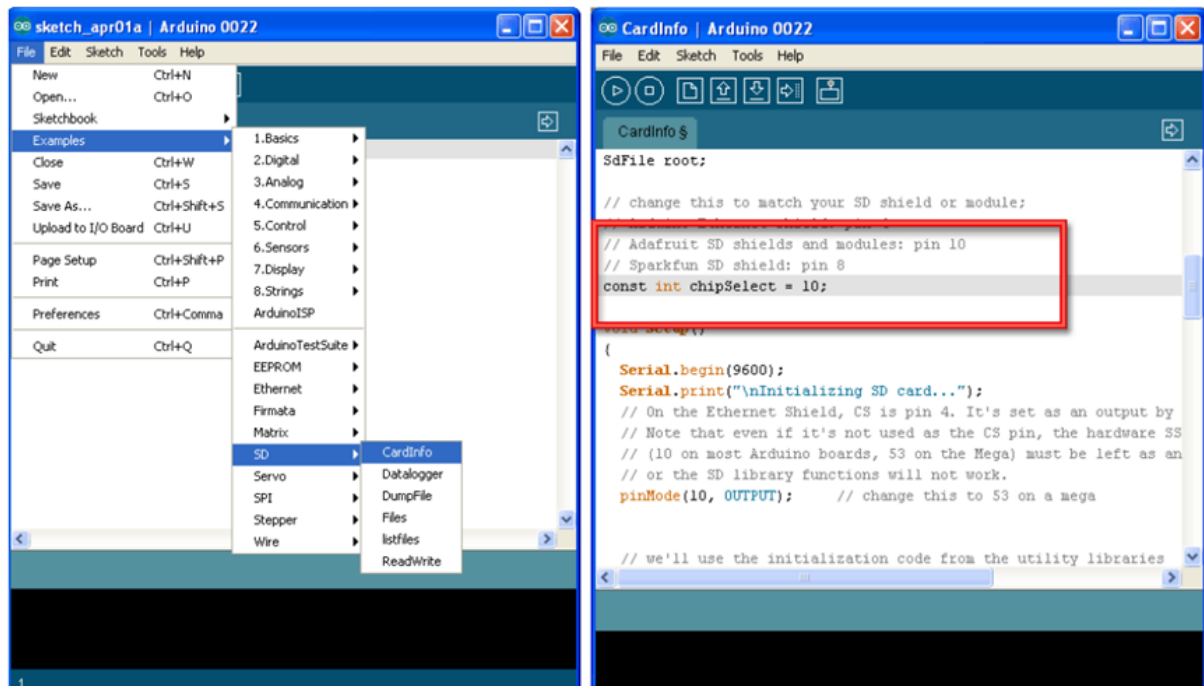 sketch_apr01a | Arduino 0022
File Edit Sketch Tools Help
New Ctrl+N
Open... Ctrl+O
Sketchbook
Examples
Close Ctrl+W
Save Ctrl+S
Save As... Ctrl+Shift+S
Upload to I/O Board Ctrl+U
Page Setup Ctrl+Shift+P
Print Ctrl+P
Preferences Ctrl+Comma
Quit Ctrl+Q
1.Basics
2.Digital
3.Analog
4.Communication
5.Control
6.Sensors
7.Display
8.Strings
ArduinoISP
ArduinoTestSuite
EEPROM
Ethernet
Firmata
Matrix
SD
Servo
SPI
Stepper
Wire
CardInfo
Datalogger
DumpFile
Files
listfiles
ReadWrite
1
CardInfo | Arduino 0022
File Edit Sketch Tools Help
CardInfo §
SdFile root;
// change this to match your SD shield or module;
// Adafruit SD shields and modules: pin 10
// Sparkfun SD shield: pin 8
const int chipSelect = 10;
void setup()
{
Serial.begin(9600);
Serial.print("\nInitializing SD card...");
// On the Ethernet Shield, CS is pin 4. It's set as an output by
// Note that even if it's not used as the CS pin, the hardware SS
// (10 on most Arduino boards, 53 on the Mega) must be left as an
// or the SD library functions will not work.
pinMode(10, OUTPUT); // change this to 53 on a mega
// we'll use the initialization code from the utility libraries